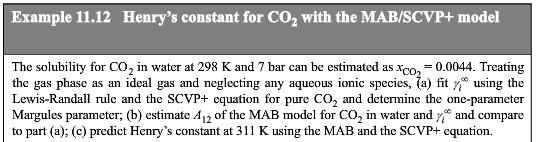 Example 11.12 Henry's constant for CO₂ with the MAB/SCVP+ model
The solubility for CO₂ in water at 298 K and 7 bar can be estimated as x_CO₂ = 0.0044. Treating
the gas phase as an ideal gas and neglecting any aqueous ionic species, (a) fit γᵢ^∞ using the
Lewis-Randall rule and the SCVP+ equation for pure CO₂ and determine the one-parameter
Margules parameter; (b) estimate A₁₂ of the MAB model for CO₂ in water and γᵢ^∞ and compare
to part (a); (c) predict Henry's constant at 311 K using the MAB and the SCVP+ equation.